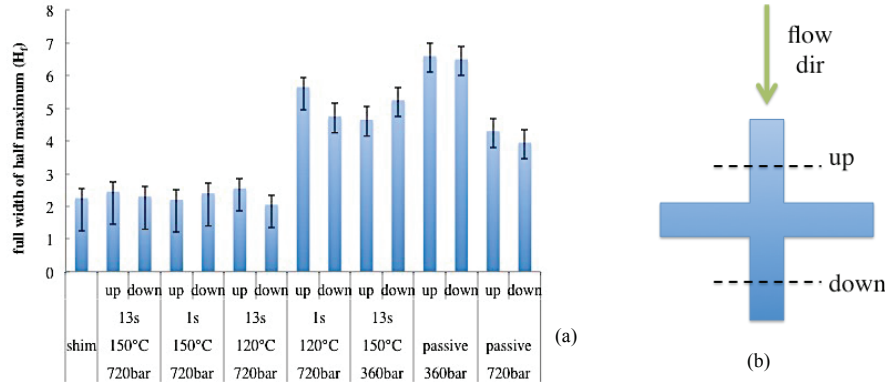 full width of half maximum (Hf)
8
7
6
5
4
3
2
1
0
up down up down up down up down up down up down up down
13s 1s 13s 1s 13s
shim 150°C 150°C 120°C 120°C 150°C passive passive
720bar 720bar 720bar 720bar 360bar 360bar 720bar
(a)
flow
dir
up
down
(b)